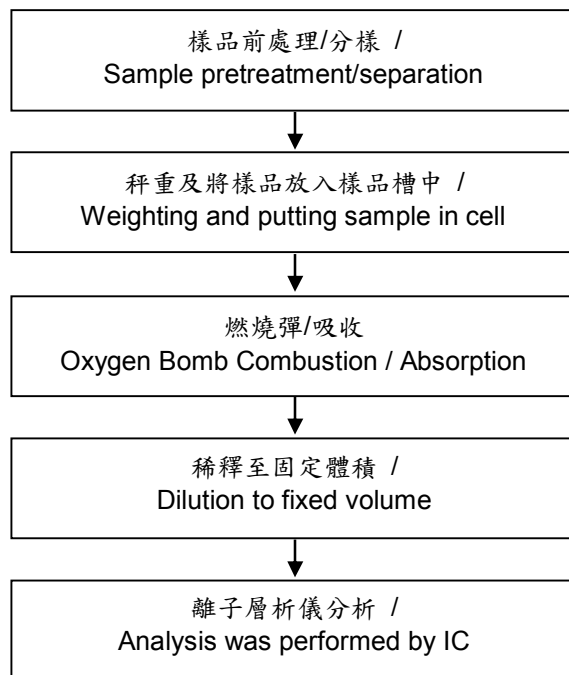 樣品前處理/分樣 /
Sample pretreatment/separation
秤重及將樣品放入樣品槽中 /
Weighting and putting sample in cell
燃燒彈/吸收
Oxygen Bomb Combustion / Absorption
稀釋至固定體積 /
Dilution to fixed volume
離子層析儀分析 /
Analysis was performed by IC